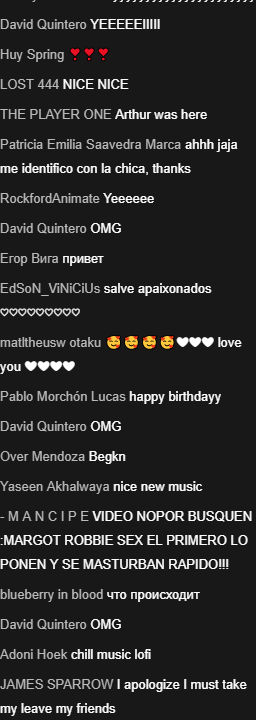 David Quintero YEEEEEIIIII
Huy Spring ❣️❣️❣️
LOST 444 NICE NICE
THE PLAYER ONE Arthur was here
Patricia Emilia Saavedra Marca ahhh jaja
me identifico con la chica, thanks
RockfordAnimate Yeeeeee
David Quintero OMG
Егор Вига привет
EdSoN_ViNiCiUs salve apaixonados
♡♡♡♡♡♡♡♡♡
matltheusw otaku 🥰 🥰 🥰 🥰❤❤❤ love
you ❤❤❤❤
Pablo Morchón Lucas happy birthdayy
David Quintero OMG
Over Mendoza Begkn
Yaseen Akhalwaya nice new music
- M A N C I P E VIDEO NOPOR BUSQUEN
:MARGOT ROBBIE SEX EL PRIMERO LO
PONEN Y SE MASTURBAN RAPIDO!!!
blueberry in blood что происходит
David Quintero OMG
Adoni Hoek chill music lofi
JAMES SPARROW I apologize I must take
my leave my friends